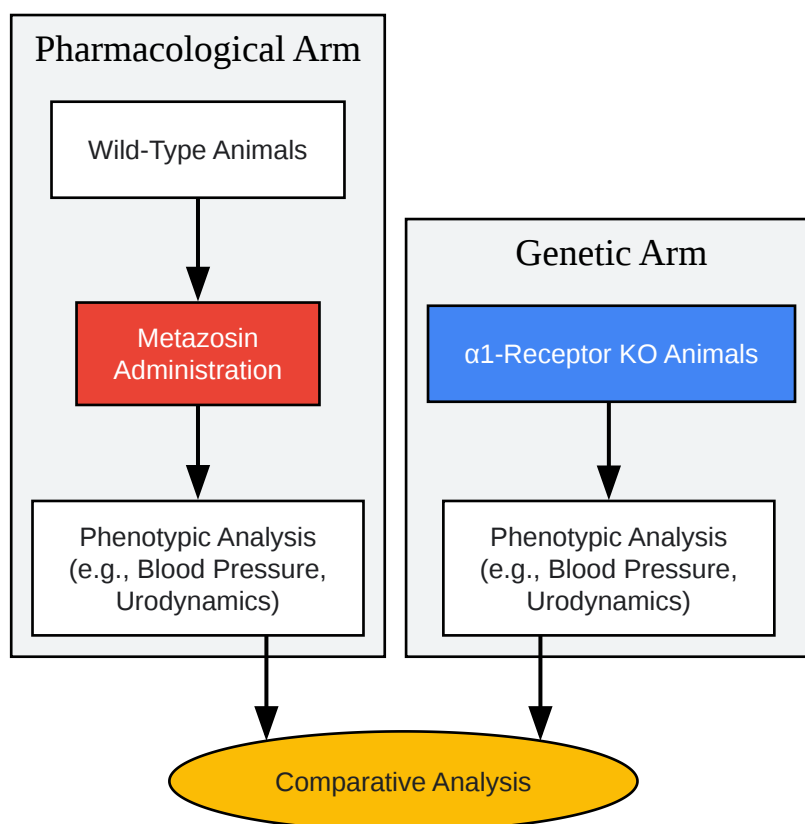 Pharmacological Arm
Wild-Type Animals
Metazosin
Administration
Phenotypic Analysis
(e.g., Blood Pressure,
Urodynamics)
Genetic Arm
α1-Receptor KO Animals
Phenotypic Analysis
(e.g., Blood Pressure,
Urodynamics)
Comparative Analysis